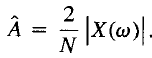 Â = 2/N |X(ω)|.